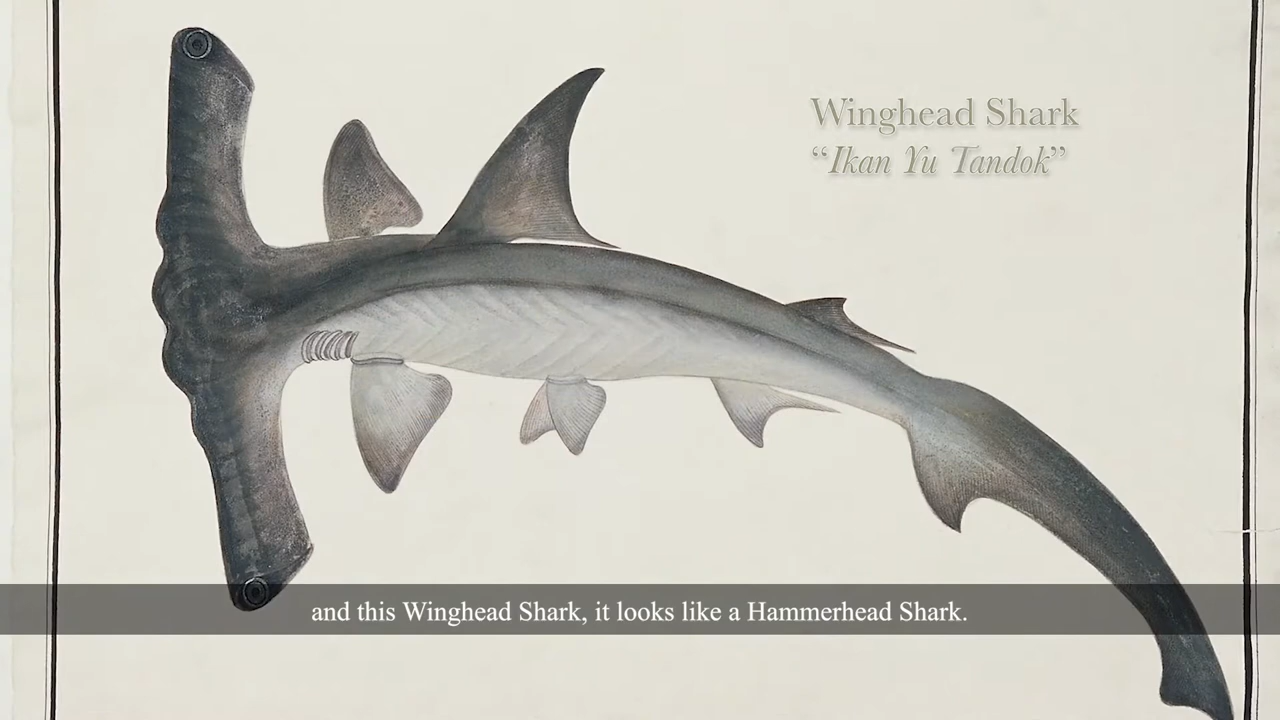 Winghead Shark
“Ikan Yu Tandok”
and this Winghead Shark, it looks like a Hammerhead Shark.